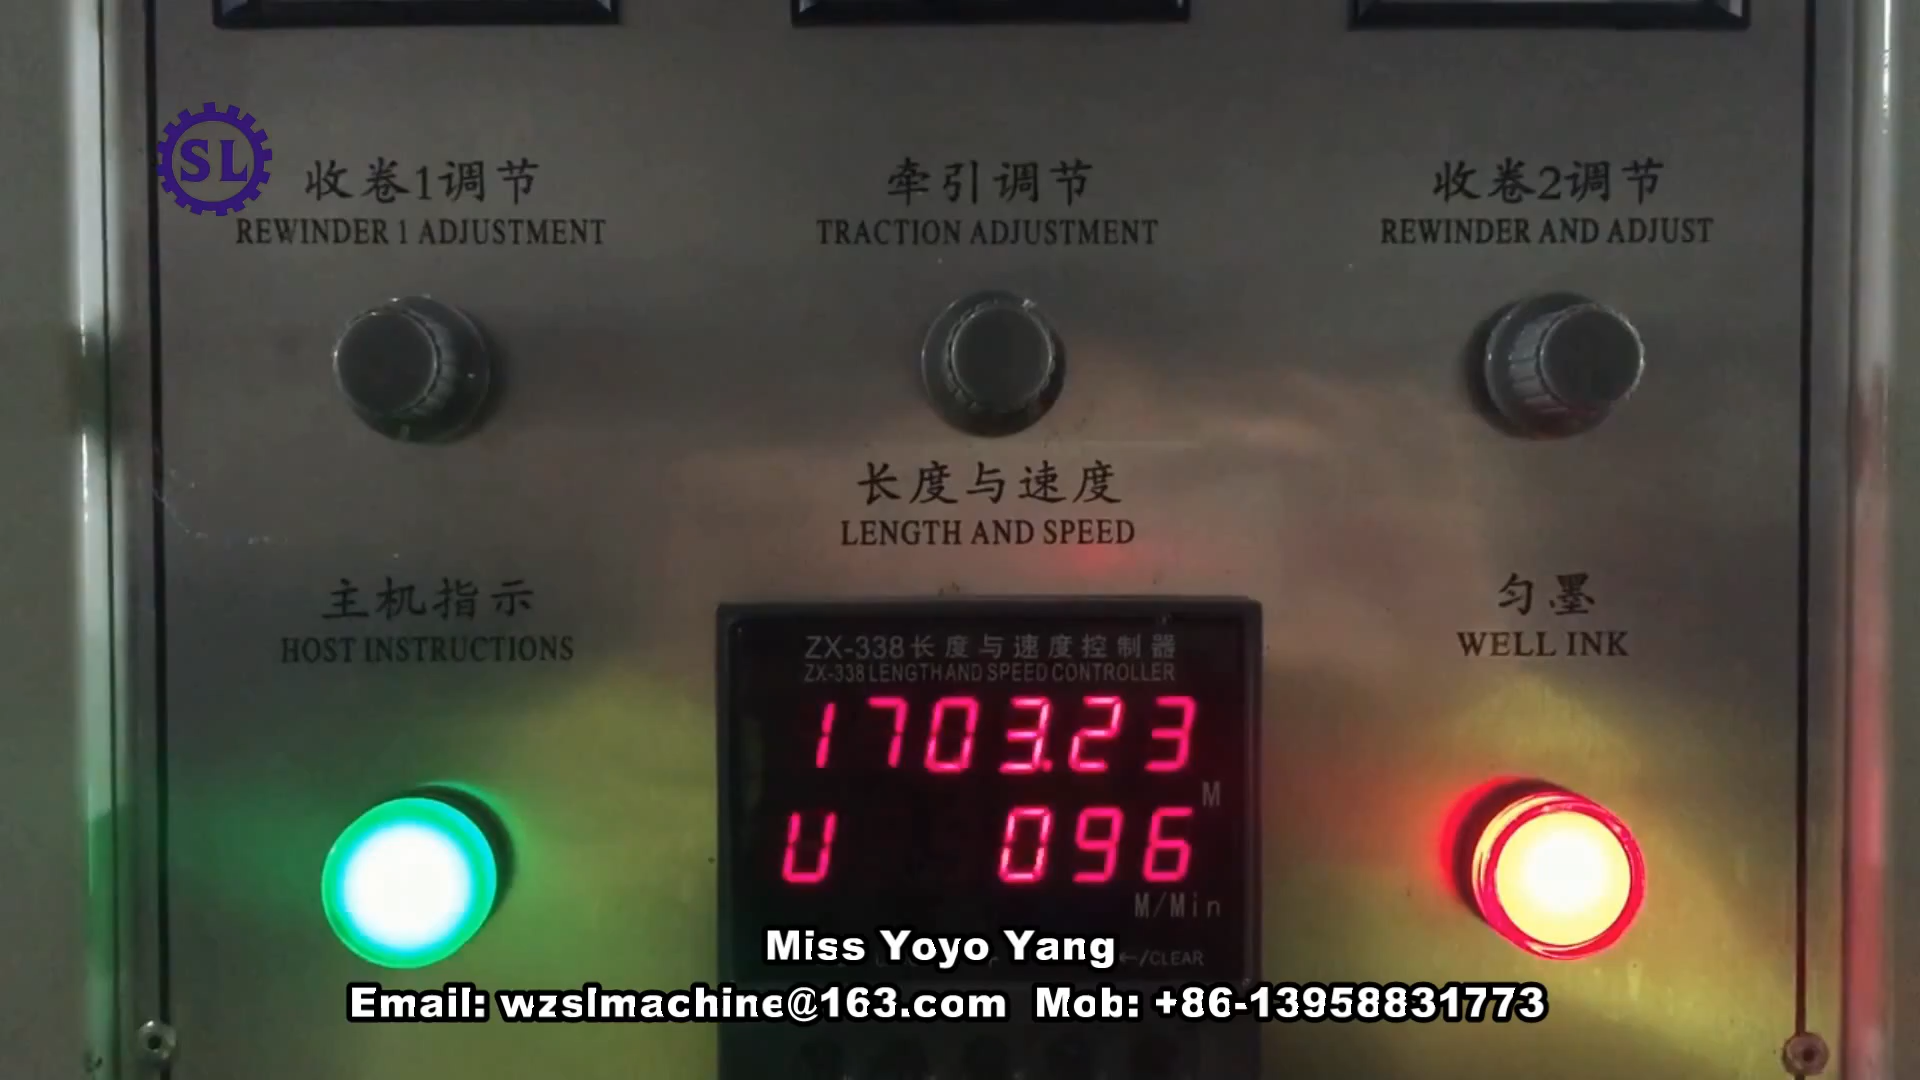 SL
收卷1调节
REWINDER 1 ADJUSTMENT
牵引调节
TRACTION ADJUSTMENT
收卷2调节
REWINDER AND ADJUST
长度与速度
LENGTH AND SPEED
主机指示
HOST INSTRUCTIONS
匀墨
WELL INK
ZX-338长度与速度控制器
ZX-338 LENGTH AND SPEED CONTROLLER
1703.23
M
U 096
M/Min
←/CLEAR
Miss Yoyo Yang
Email: wzslmachine@163.com Mob: +86-13958831773